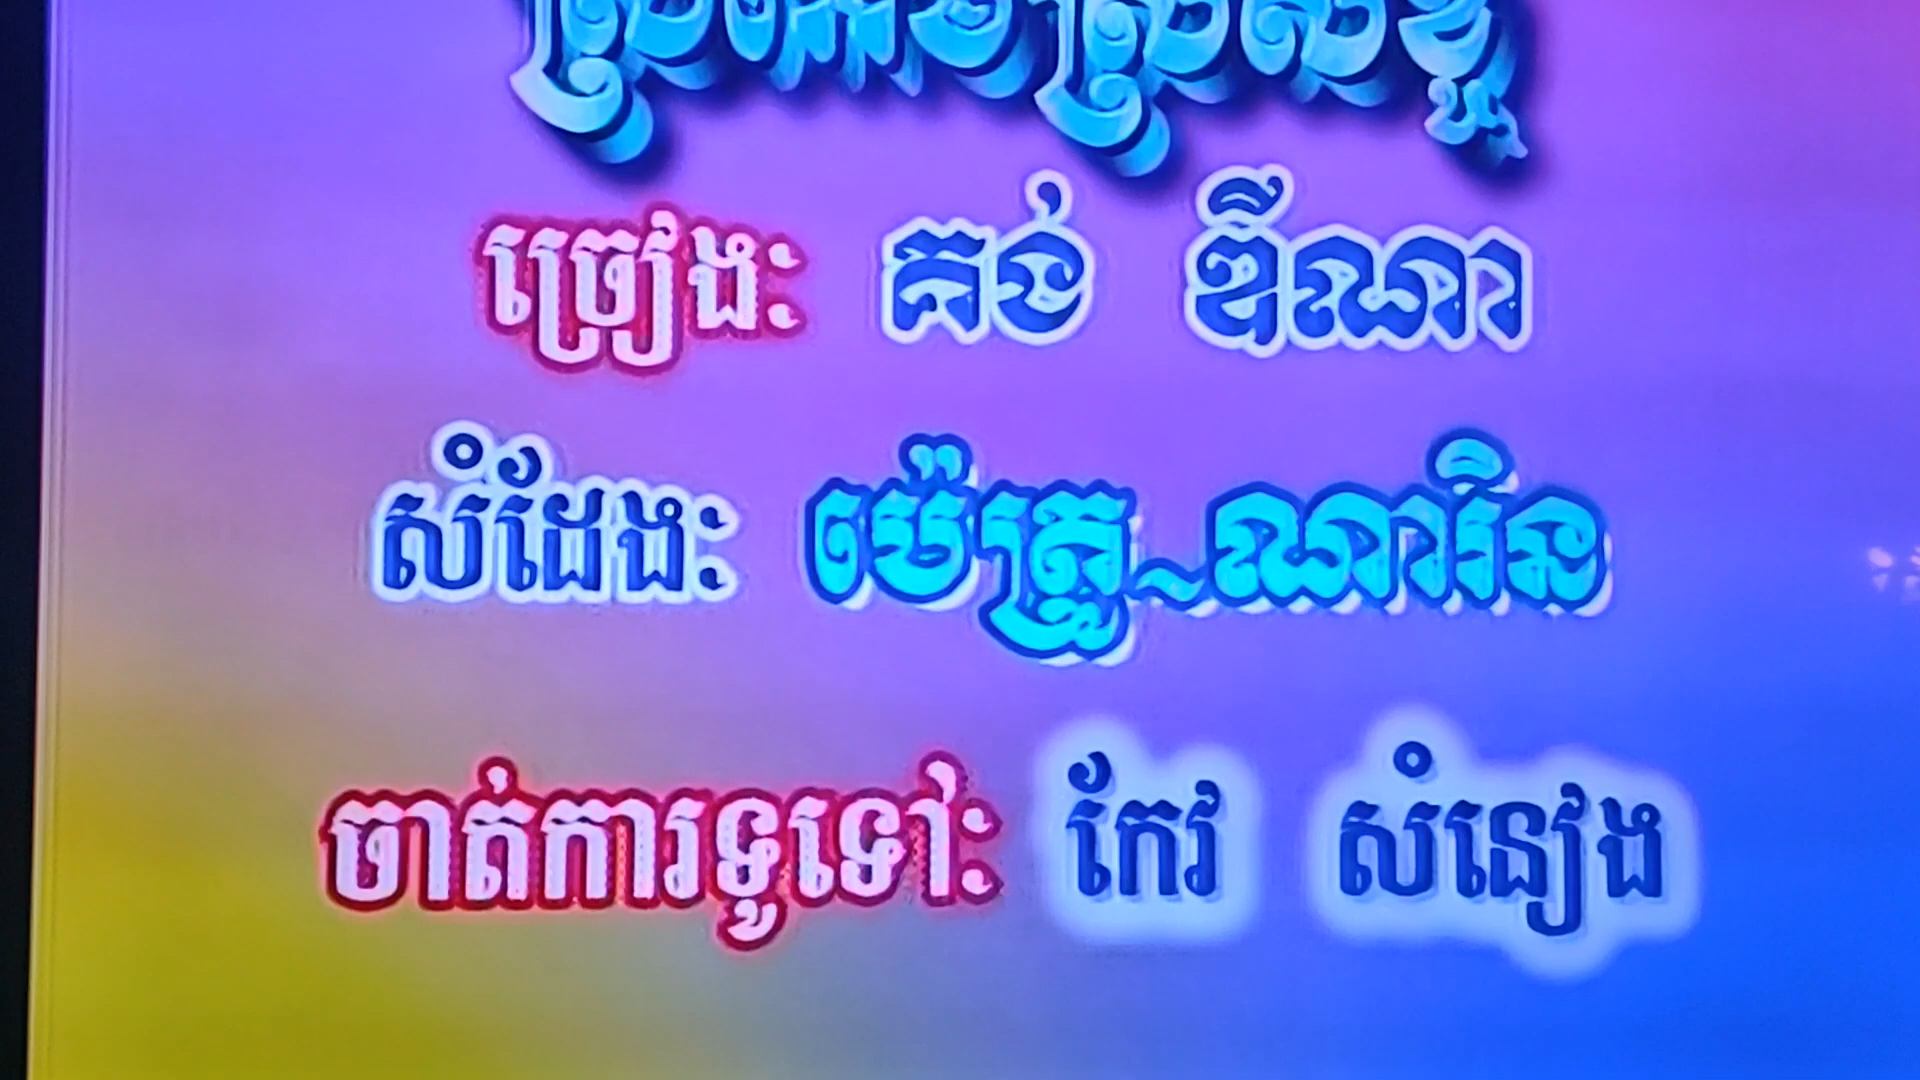 ច្រៀងៈ គង់ ឌីណា
សំដែងៈ ម៉េត្រួ_ណារិន
ចាត់ការទូទៅៈ កែវ សំនៀង